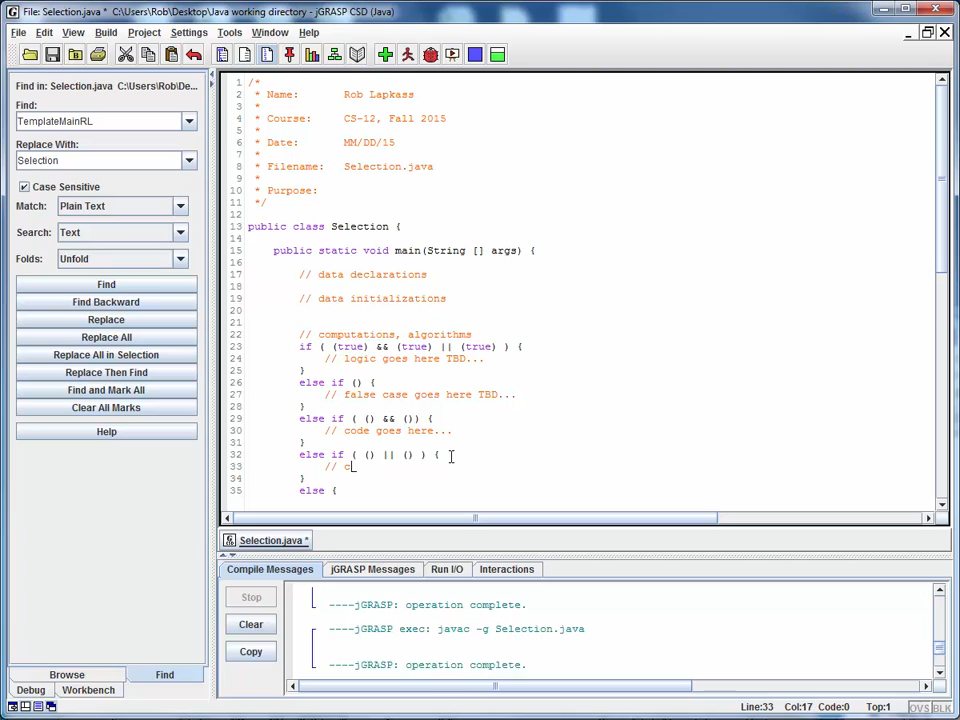 File: Selection.java * C:\Users\Rob\Desktop\Java working directory - jGRASP CSD (Java)
File Edit View Build Project Settings Tools Window Help
Find in: Selection.java C:\Users\Rob\De...
Find:
TemplateMainRL
Replace With:
Selection
Case Sensitive
Match: Plain Text
Search: Text
Folds: Unfold
Find
Find Backward
Replace
Replace All
Replace All in Selection
Replace Then Find
Find and Mark All
Clear All Marks
Help
Browse Find
Debug Workbench
1 /*
2 * Name: Rob Lapkass
3 *
4 * Course: CS-12, Fall 2015
5 *
6 * Date: MM/DD/15
7 *
8 * Filename: Selection.java
9 *
10 * Purpose:
11 */
12
13 public class Selection {
14
15 public static void main(String [] args) {
16
17 // data declarations
18
19 // data initializations
20
21
22 // computations, algorithms
23 if ( (true) && (true) || (true) ) {
24 // logic goes here TBD...
25 }
26 else if () {
27 // false case goes here TBD...
28 }
29 else if ( () && ()) {
30 // code goes here...
31 }
32 else if ( () || () ) {
33 // c
34 }
35 else {
Selection.java *
Compile Messages jGRASP Messages Run I/O Interactions
Stop
Clear
Copy
----jGRASP: operation complete.
----jGRASP exec: javac -g Selection.java
----jGRASP: operation complete.
Line:33 Col:17 Code:0 Top:1 OVS BLK